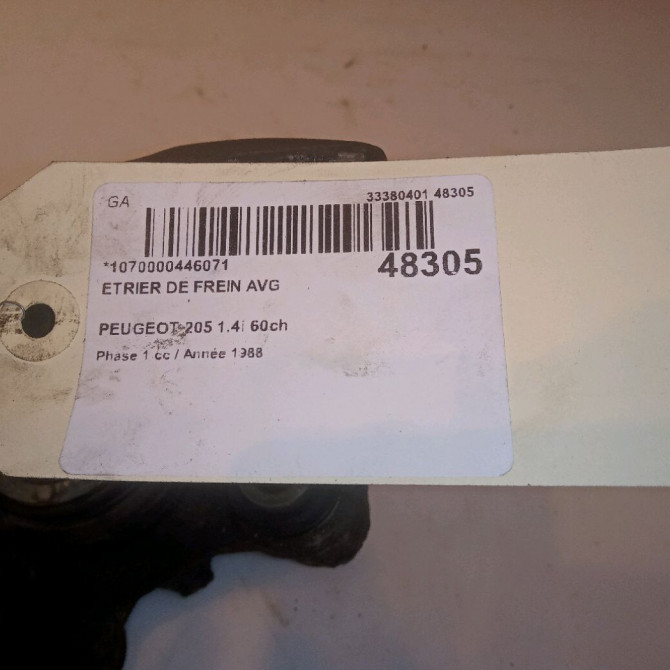 GA 33380401 48305
*1070000446071 48305
ETRIER DE FREIN AVG
PEUGEOT 205 1.4i 60ch
Phase 1 cc / Année 1988